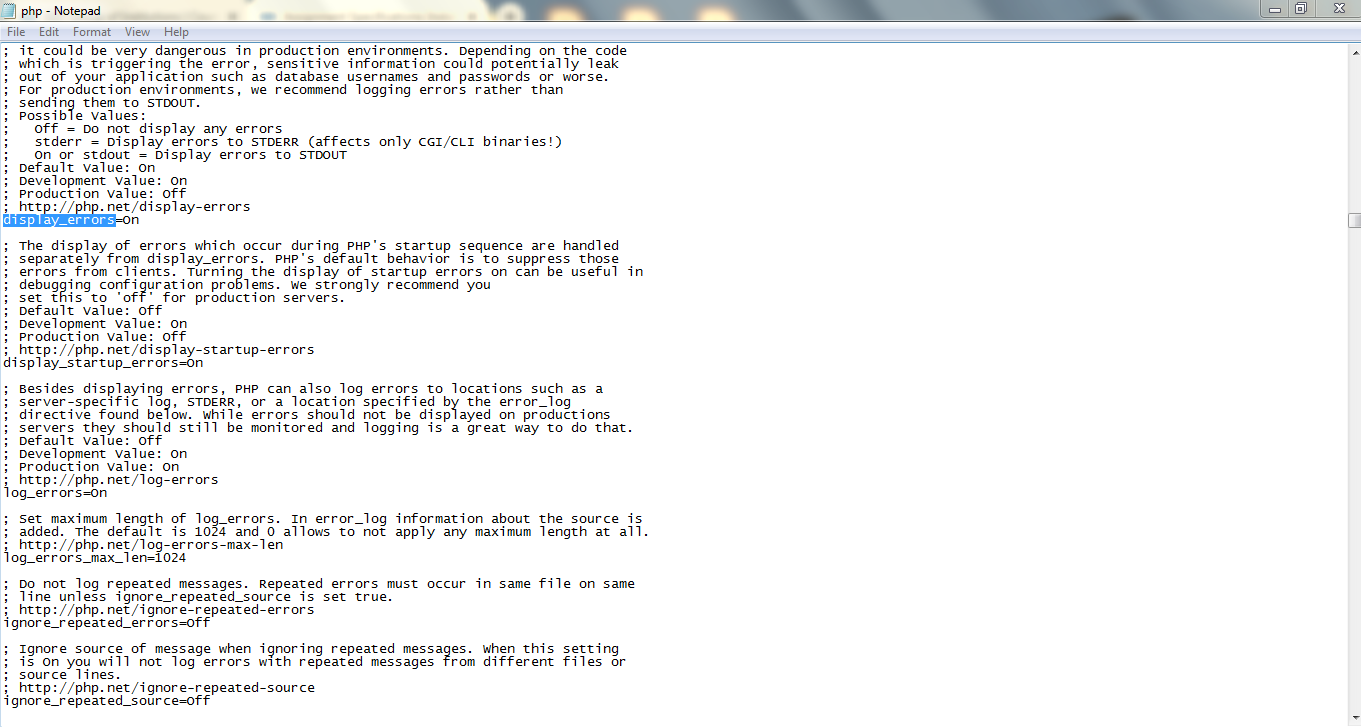 php - Notepad
File Edit Format View Help
; it could be very dangerous in production environments. Depending on the code
; which is triggering the error, sensitive information could potentially leak
; out of your application such as database usernames and passwords or worse.
; For production environments, we recommend logging errors rather than
; sending them to STDOUT.
; Possible Values:
;   Off = Do not display any errors
;   stderr = Display errors to STDERR (affects only CGI/CLI binaries!)
;   On or stdout = Display errors to STDOUT
; Default Value: On
; Development Value: On
; Production Value: Off
; http://php.net/display-errors
display_errors=On

; The display of errors which occur during PHP's startup sequence are handled
; separately from display_errors. PHP's default behavior is to suppress those
; errors from clients. Turning the display of startup errors on can be useful in
; debugging configuration problems. We strongly recommend you
; set this to 'off' for production servers.
; Default Value: Off
; Development Value: On
; Production Value: Off
; http://php.net/display-startup-errors
display_startup_errors=On

; Besides displaying errors, PHP can also log errors to locations such as a
; server-specific log, STDERR, or a location specified by the error_log
; directive found below. While errors should not be displayed on productions
; servers they should still be monitored and logging is a great way to do that.
; Default Value: Off
; Development Value: On
; Production Value: On
; http://php.net/log-errors
log_errors=On

; Set maximum length of log_errors. In error_log information about the source is
; added. The default is 1024 and 0 allows to not apply any maximum length at all.
; http://php.net/log-errors-max-len
log_errors_max_len=1024

; Do not log repeated messages. Repeated errors must occur in same file on same
; line unless ignore_repeated_source is set true.
; http://php.net/ignore-repeated-errors
ignore_repeated_errors=Off

; Ignore source of message when ignoring repeated messages. When this setting
; is On you will not log errors with repeated messages from different files or
; source lines.
; http://php.net/ignore-repeated-source
ignore_repeated_source=Off